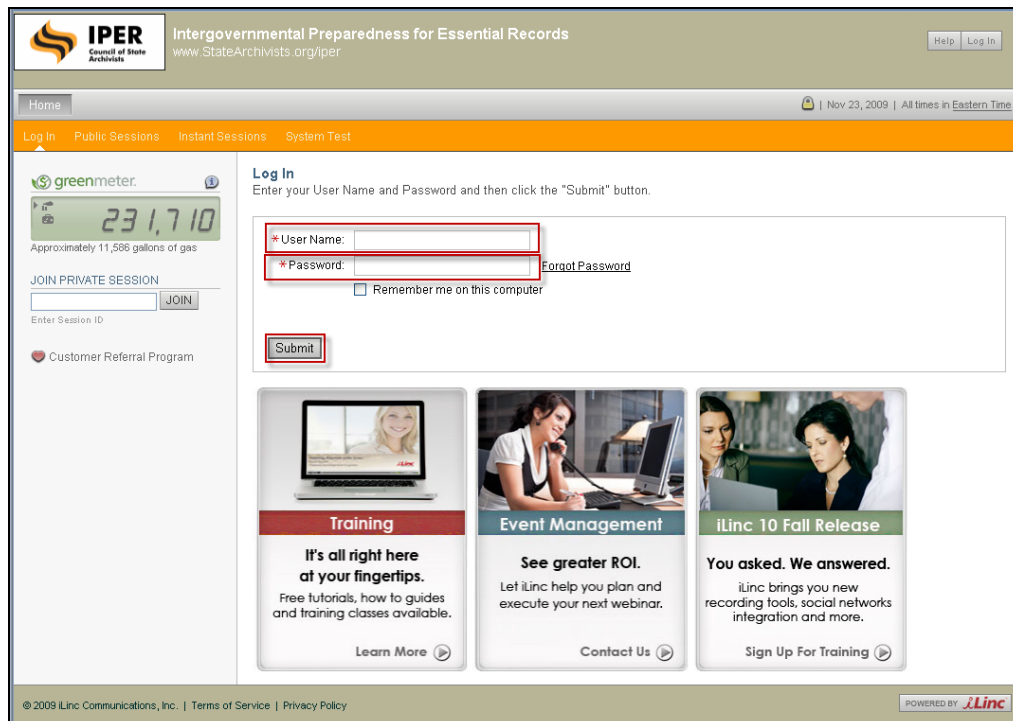 IPER
Council of State
Archivists
Intergovernmental Preparedness for Essential Records
www.StateArchivists.org/iper
Help Log In
Home
| Nov 23, 2009 | All times in Eastern Time
Log In Public Sessions Instant Sessions System Test
greenmeter.
231,710
Approximately 11,586 gallons of gas
JOIN PRIVATE SESSION
JOIN
Enter Session ID
Customer Referral Program
Log In
Enter your User Name and Password and then click the "Submit" button.
*User Name:
*Password:
Forgot Password
Remember me on this computer
Submit
Training
It's all right here
at your fingertips.
Free tutorials, how to guides
and training classes available.
Learn More
Event Management
See greater ROI.
Let iLinc help you plan and
execute your next webinar.
Contact Us
iLinc 10 Fall Release
You asked. We answered.
iLinc brings you new
recording tools, social networks
integration and more.
Sign Up For Training
© 2009 iLinc Communications, Inc. | Terms of Service | Privacy Policy
POWERED BY iLinc